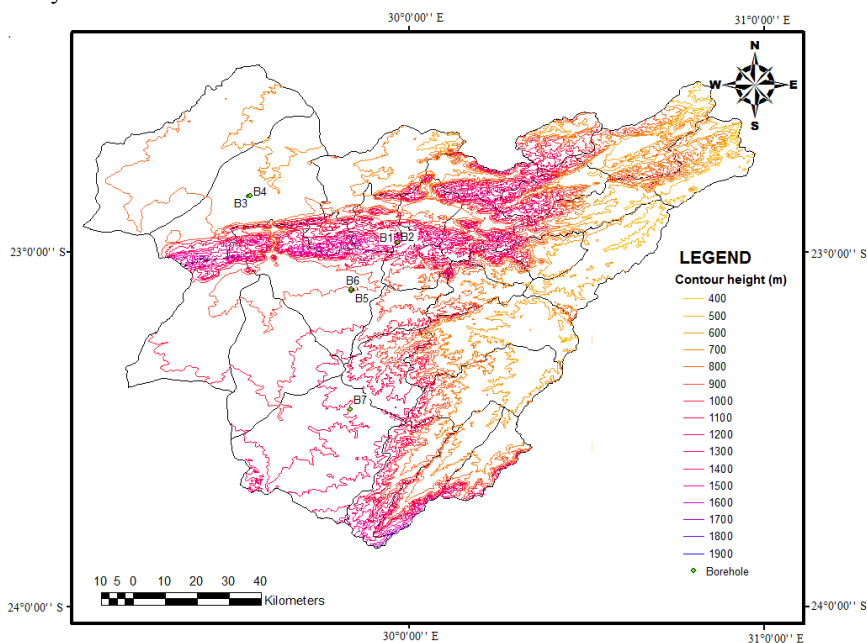 30°0'0'' E 31°0'0'' E
N
W E
S
B4
B3
B1 B2
23°0'0'' S 23°0'0'' S
LEGEND
Contour height (m)
400
500
600
700
800
900
1000
1100
1200
1300
1400
1500
1600
1700
1800
1900
Borehole
B6
B5
B7
10 5 0 10 20 30 40
Kilometers
24°0'0'' S 24°0'0'' S
30°0'0'' E 31°0'0'' E